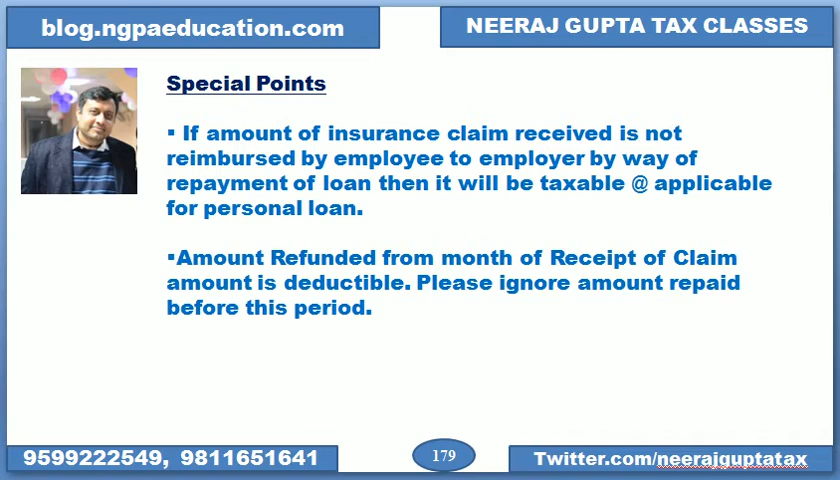 blog.ngpaeducation.com
NEERAJ GUPTA TAX CLASSES
Special Points
▪ If amount of insurance claim received is not
reimbursed by employee to employer by way of
repayment of loan then it will be taxable @ applicable
for personal loan.
▪Amount Refunded from month of Receipt of Claim
amount is deductible. Please ignore amount repaid
before this period.
9599222549, 9811651641
179
Twitter.com/neerajguptatax